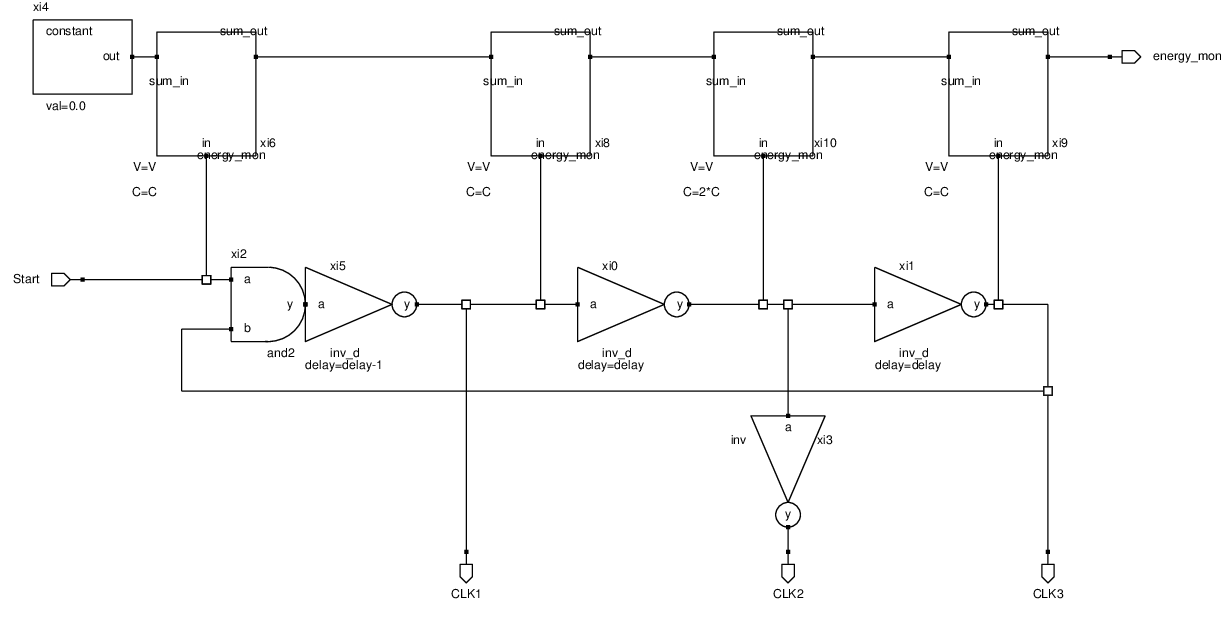 xi4
constant
out
val=0.0
sum_out
sum_in
in
energy_mon
xi6
V=V
C=C
sum_out
sum_in
in
energy_mon
xi8
V=V
C=C
sum_out
sum_in
in
energy_mon
xi10
V=V
C=2*C
sum_out
sum_in
in
energy_mon
xi9
V=V
C=C
energy_mon
Start
xi2
a
b
y
and2
xi5
a
y
inv_d
delay=delay-1
xi0
a
y
inv_d
delay=delay
xi1
a
y
inv_d
delay=delay
inv
a
xi3
y
CLK1
CLK2
CLK3